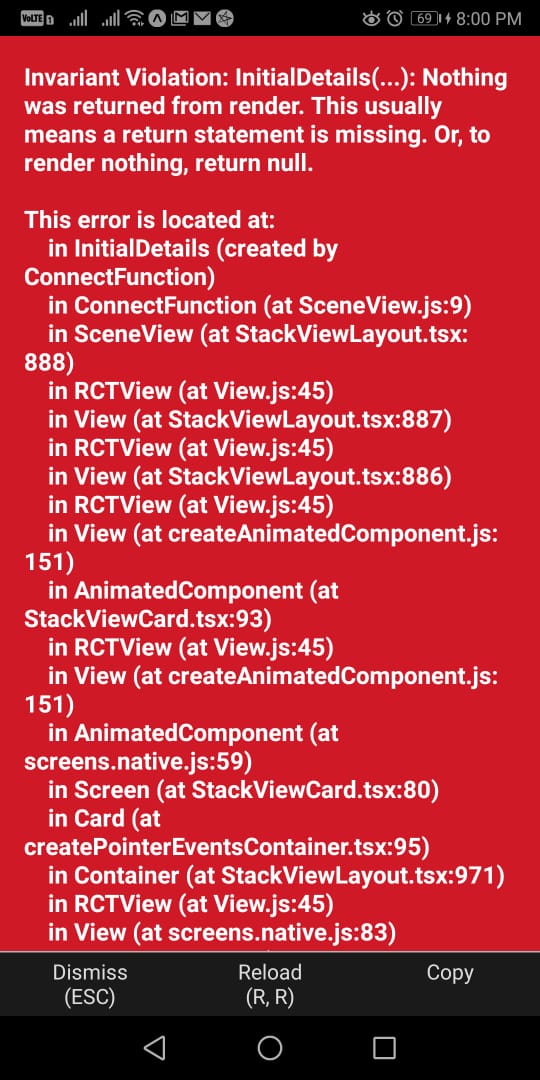 VoLTE 69 8:00 PM
Invariant Violation: InitialDetails(...): Nothing
was returned from render. This usually
means a return statement is missing. Or, to
render nothing, return null.
This error is located at:
in InitialDetails (created by
ConnectFunction)
in ConnectFunction (at SceneView.js:9)
in SceneView (at StackViewLayout.tsx:
888)
in RCTView (at View.js:45)
in View (at StackViewLayout.tsx:887)
in RCTView (at View.js:45)
in View (at StackViewLayout.tsx:886)
in RCTView (at View.js:45)
in View (at createAnimatedComponent.js:
151)
in AnimatedComponent (at
StackViewCard.tsx:93)
in RCTView (at View.js:45)
in View (at createAnimatedComponent.js:
151)
in AnimatedComponent (at
screens.native.js:59)
in Screen (at StackViewCard.tsx:80)
in Card (at
createPointerEventsContainer.tsx:95)
in Container (at StackViewLayout.tsx:971)
in RCTView (at View.js:45)
in View (at screens.native.js:83)
Dismiss Reload Copy
(ESC) (R, R)